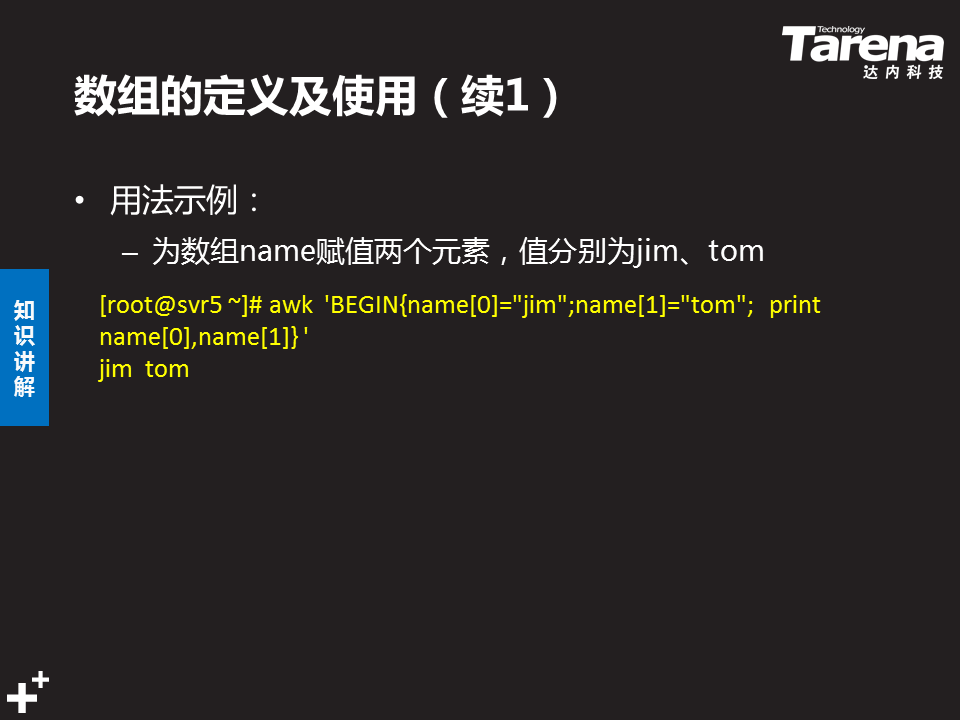 Technology
Tarena
达内科技
数组的定义及使用（续1）
• 用法示例：
– 为数组name赋值两个元素，值分别为jim、tom
知识讲解
[root@svr5 ~]# awk 'BEGIN{name[0]="jim";name[1]="tom"; print
name[0],name[1]} '
jim tom